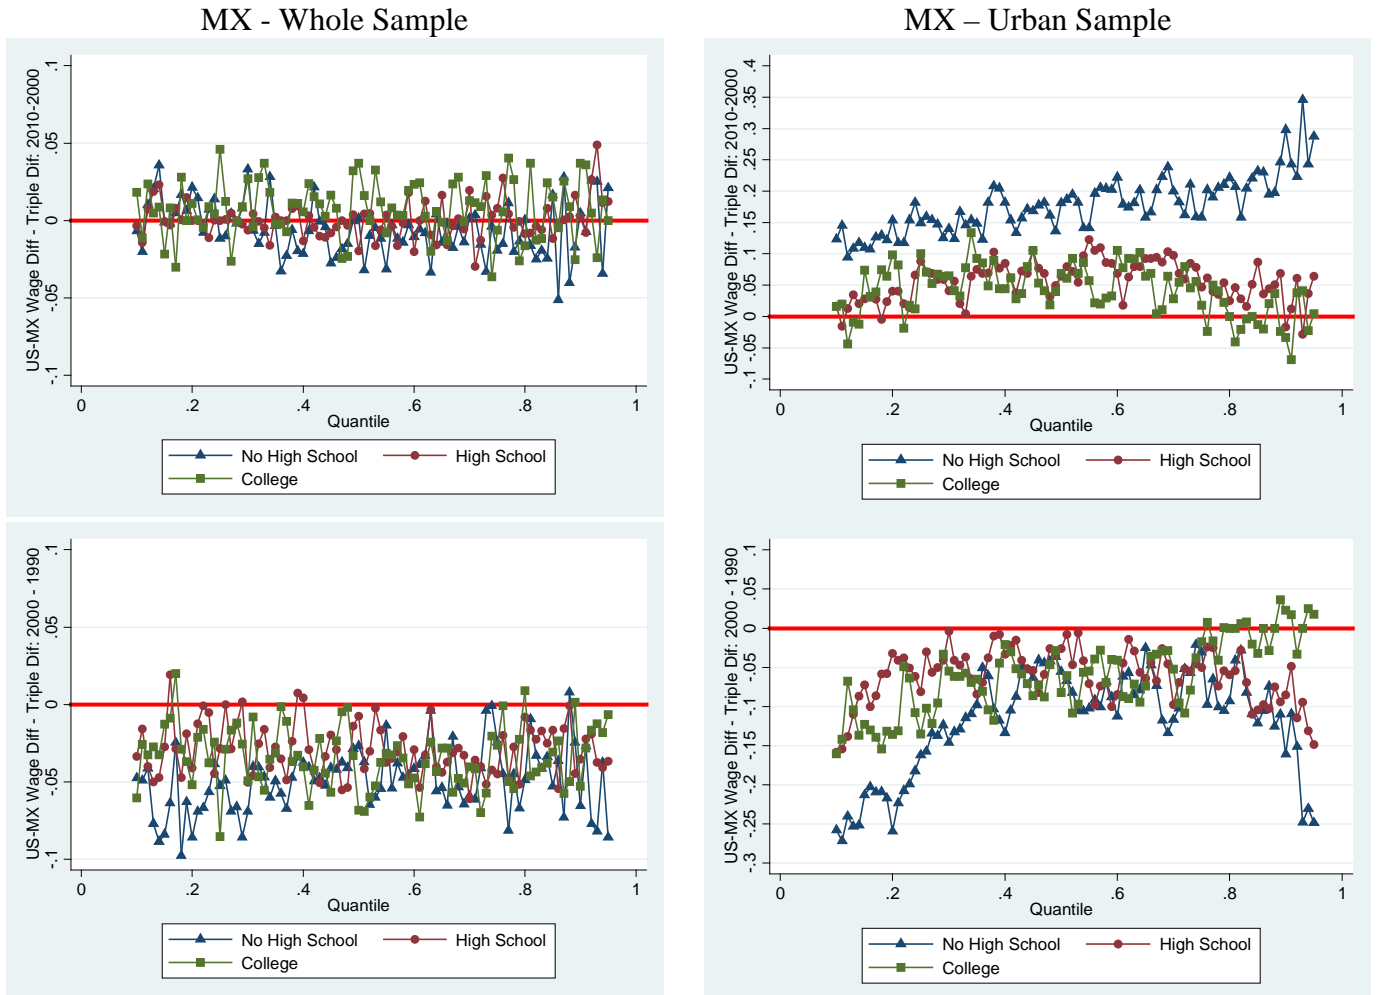 MX - Whole Sample
MX – Urban Sample
US-MX Wage Diff - Triple Dif: 2010-2000
.1
.05
0
-.05
-.1
0
.2
.4
.6
.8
1
Quantile
No High School
High School
College
US-MX Wage Diff - Triple Dif: 2010-2000
.4
.35
.3
.25
.2
.15
.1
.05
0
-.05
-.1
0
.2
.4
.6
.8
1
Quantile
No High School
High School
College
US-MX Wage Diff - Triple Dif: 2000 - 1990
.1
.05
0
-.05
-.1
0
.2
.4
.6
.8
1
Quantile
No High School
High School
College
US-MX Wage Diff - Triple Dif: 2000 - 1990
.1
.05
0
-.05
-.1
-.15
-.2
-.25
-.3
0
.2
.4
.6
.8
1
Quantile
No High School
High School
College